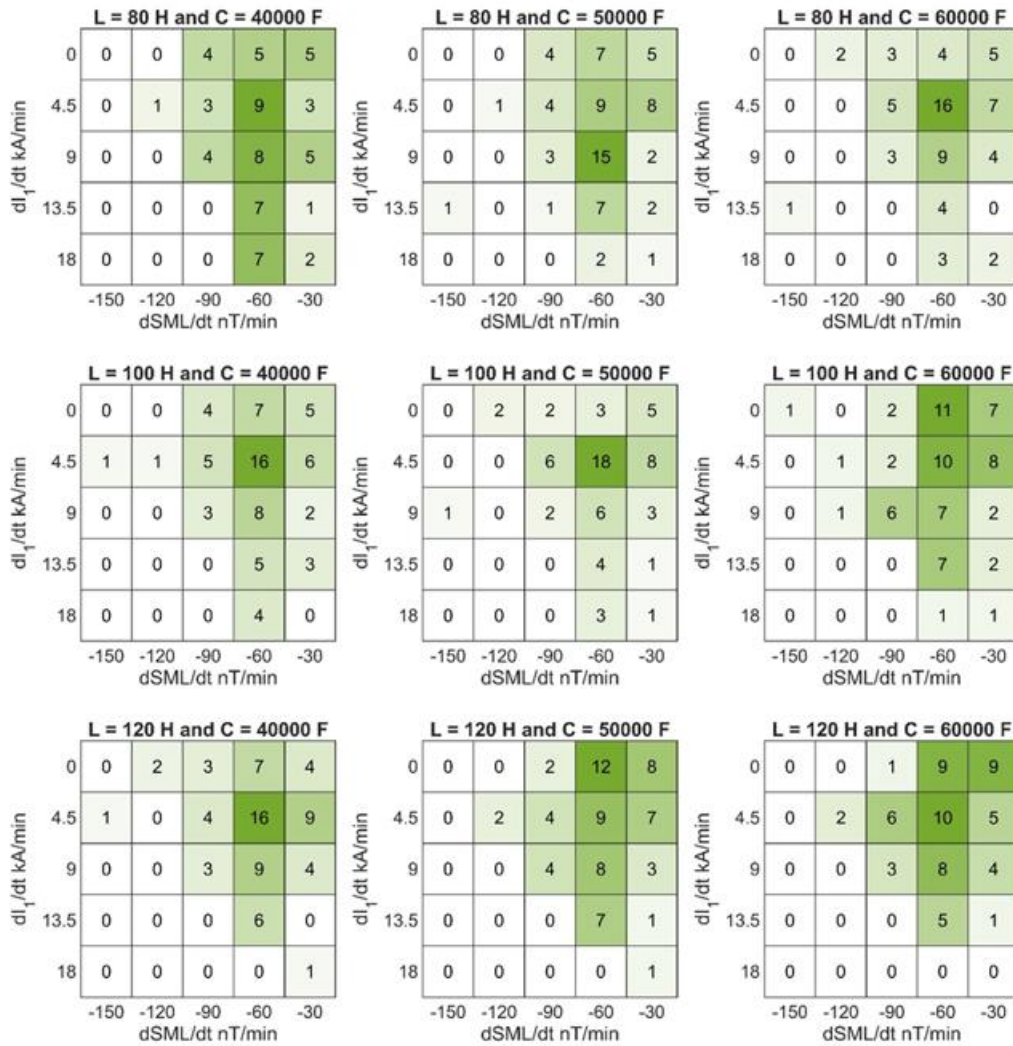 L = 80 H and C = 40000 F
0 0 0 4 5 5
4.5 0 1 3 9 3
9 0 0 4 8 5
13.5 0 0 0 7 1
18 0 0 0 7 2
-150 -120 -90 -60 -30
dSML/dt nT/min
dI1/dt kA/min
L = 80 H and C = 50000 F
0 0 4 7 5
0 1 4 9 8
0 0 3 15 2
1 0 1 7 2
0 0 0 2 1
-150 -120 -90 -60 -30
dSML/dt nT/min
L = 80 H and C = 60000 F
0 0 2 3 4 5
4.5 0 0 5 16 7
9 0 0 3 9 4
13.5 1 0 0 4 0
18 0 0 0 3 2
-150 -120 -90 -60 -30
dSML/dt nT/min
dI1/dt kA/min
L = 100 H and C = 40000 F
0 0 0 4 7 5
4.5 1 1 5 16 6
9 0 0 3 8 2
13.5 0 0 0 5 3
18 0 0 0 4 0
-150 -120 -90 -60 -30
dSML/dt nT/min
dI1/dt kA/min
L = 100 H and C = 50000 F
0 0 2 2 3 5
4.5 0 0 6 18 8
9 1 0 2 6 3
13.5 0 0 0 4 1
18 0 0 0 3 1
-150 -120 -90 -60 -30
dSML/dt nT/min
dI1/dt kA/min
L = 100 H and C = 60000 F
0 1 0 2 11 7
4.5 0 1 2 10 8
9 0 1 6 7 2
13.5 0 0 0 7 2
18 0 0 0 1 1
-150 -120 -90 -60 -30
dSML/dt nT/min
dI1/dt kA/min
L = 120 H and C = 40000 F
0 0 2 3 7 4
4.5 1 0 4 16 9
9 0 0 3 9 4
13.5 0 0 0 6 0
18 0 0 0 0 1
-150 -120 -90 -60 -30
dSML/dt nT/min
dI1/dt kA/min
L = 120 H and C = 50000 F
0 0 0 2 12 8
4.5 0 2 4 9 7
9 0 0 4 8 3
13.5 0 0 0 7 1
18 0 0 0 0 1
-150 -120 -90 -60 -30
dSML/dt nT/min
dI1/dt kA/min
L = 120 H and C = 60000 F
0 0 0 1 9 9
4.5 0 2 6 10 5
9 0 0 3 8 4
13.5 0 0 0 5 1
18 0 0 0 0 0
-150 -120 -90 -60 -30
dSML/dt nT/min
dI1/dt kA/min